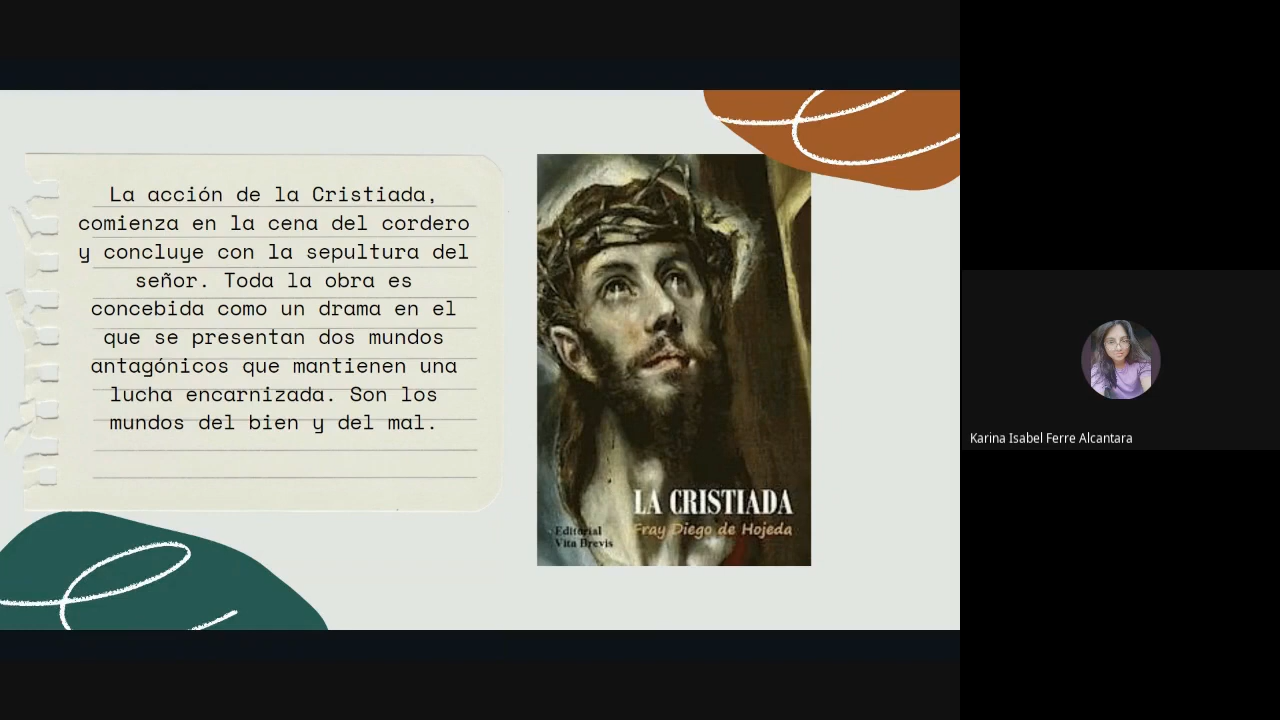 La acción de la Cristiada,
comienza en la cena del cordero
y concluye con la sepultura del
señor. Toda la obra es
concebida como un drama en el
que se presentan dos mundos
antagónicos que mantienen una
lucha encarnizada. Son los
mundos del bien y del mal.
LA CRISTIADA
Fray Diego de Hojeda
Editorial
Vita Brevis
Karina Isabel Ferre Alcantara